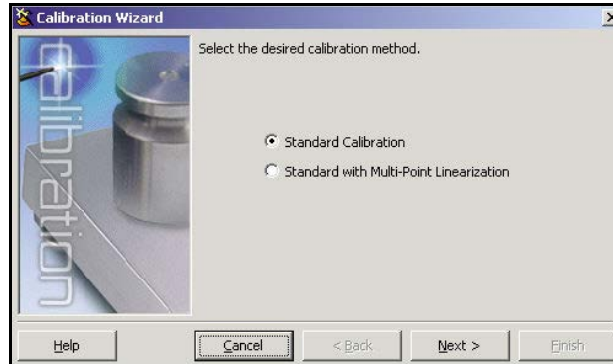 Calibration Wizard
Select the desired calibration method.
calibration
Standard Calibration
Standard with Multi-Point Linearization
Help
Cancel
< Back
Next >
Finish